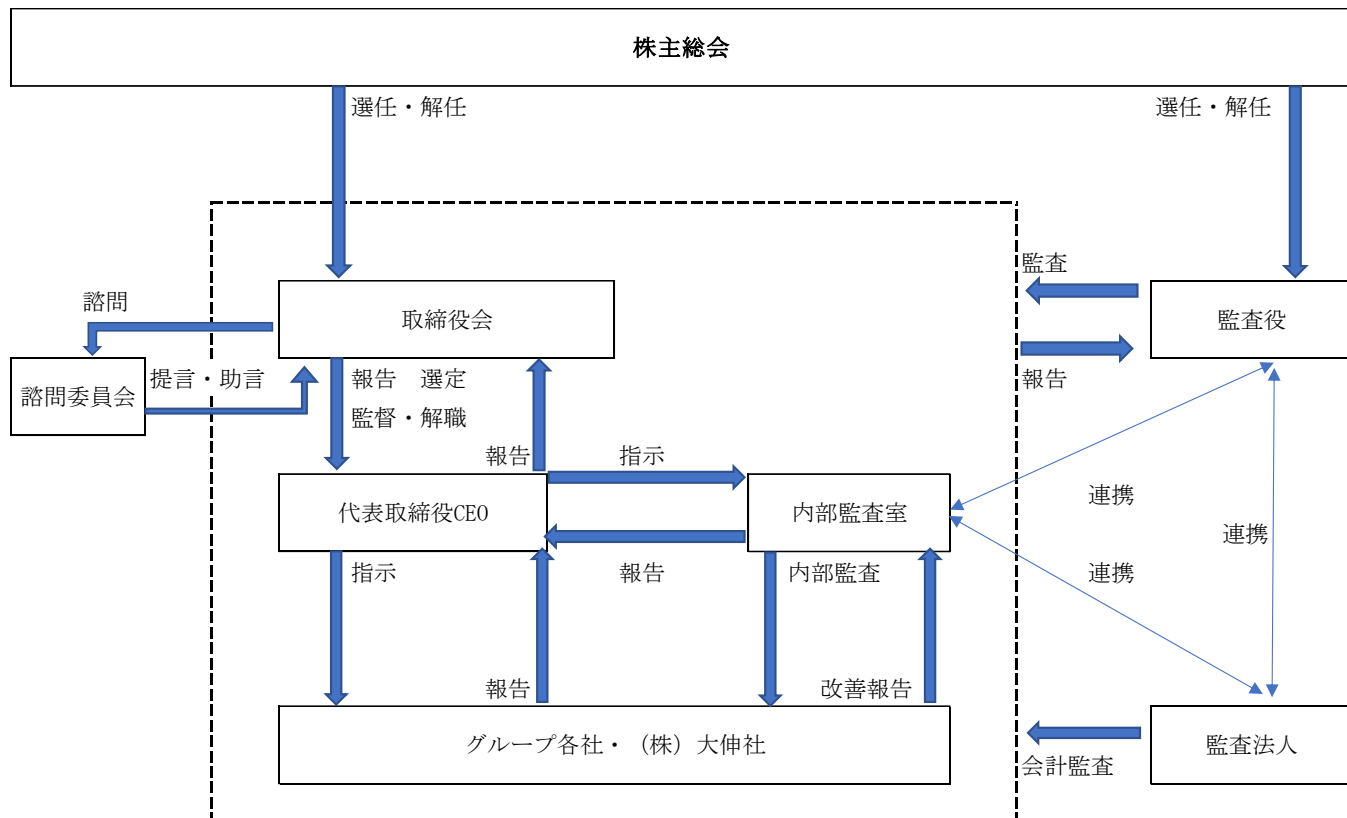 株主総会
選任・解任
選任・解任
監査
諮問
取締役会
監査役
報告
諮問委員会
提言・助言
報告　選定
監督・解職
報告
指示
代表取締役CEO
内部監査室
連携
連携
連携
指示
報告
内部監査
報告
改善報告
グループ各社・（株）大伸社
監査法人
会計監査